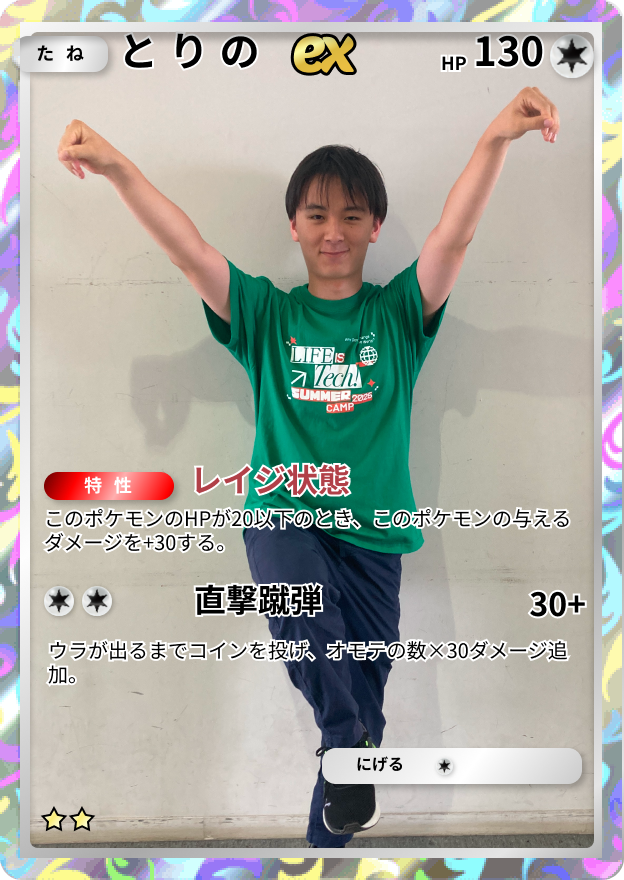 たね とりの ex HP 130
LIFE IS
Tech!
SUMMER 2025
CAMP
特性 レイジ状態
このポケモンのHPが20以下のとき、このポケモンの与える
ダメージを+30する。
直撃蹴弾 30+
ウラが出るまでコインを投げ、オモテの数×30ダメージ追
加。
にげる